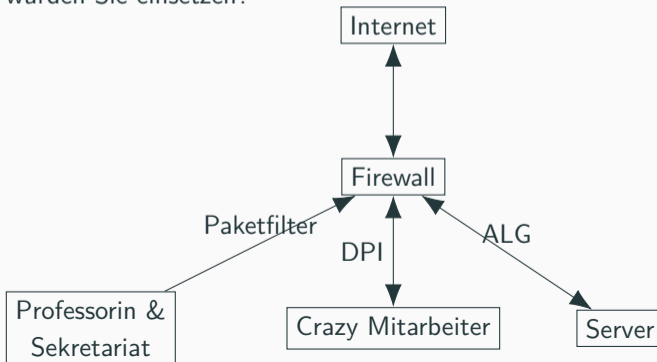 würden Sie einsetzen?
Internet
Firewall
Paketfilter
DPI
ALG
Professorin &
Sekretariat
Crazy Mitarbeiter
Server